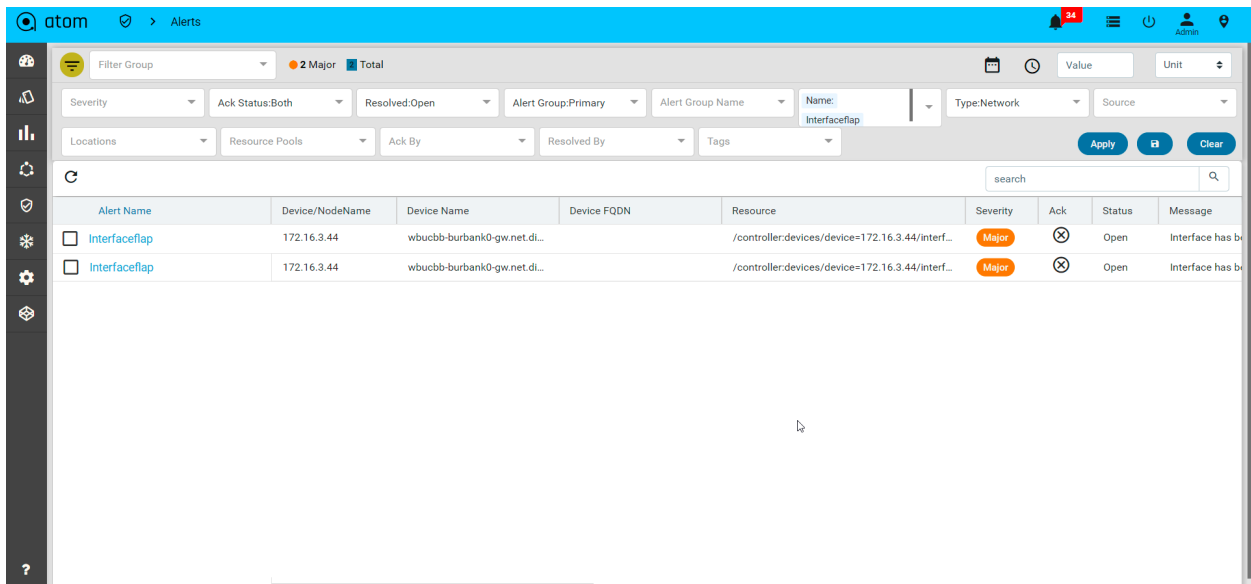 atom > Alerts 34 Admin
Filter Group 2 Major 2 Total Value Unit
Severity Ack Status:Both Resolved:Open Alert Group:Primary Alert Group Name Name: Type:Network Source
Interfaceflap
Locations Resource Pools Ack By Resolved By Tags Apply Clear
search
Alert Name Device/NodeName Device Name Device FQDN Resource Severity Ack Status Message
Interfaceflap 172.16.3.44 wbucbb-burbank0-gw.net.di... /controller:devices/device=172.16.3.44/interf... Major Open Interface has be
Interfaceflap 172.16.3.44 wbucbb-burbank0-gw.net.di... /controller:devices/device=172.16.3.44/interf... Major Open Interface has be
?